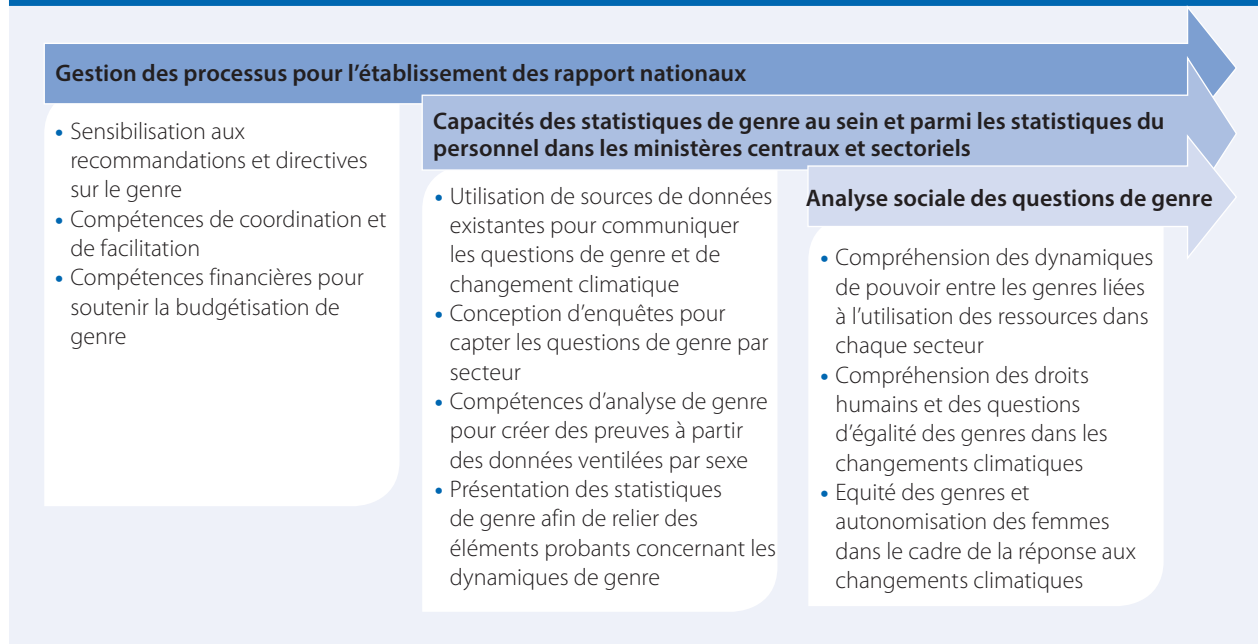 Gestion des processus pour l'établissement des rapport nationaux
• Sensibilisation aux
recommandations et directives
sur le genre
• Compétences de coordination et
de facilitation
• Compétences financières pour
soutenir la budgétisation de
genre
Capacités des statistiques de genre au sein et parmi les statistiques du
personnel dans les ministères centraux et sectoriels
• Utilisation de sources de données
existantes pour communiquer
les questions de genre et de
changement climatique
• Conception d'enquêtes pour
capter les questions de genre par
secteur
• Compétences d'analyse de genre
pour créer des preuves à partir
des données ventilées par sexe
• Présentation des statistiques
de genre afin de relier des
éléments probants concernant les
dynamiques de genre
Analyse sociale des questions de genre
• Compréhension des dynamiques
de pouvoir entre les genres liées
à l'utilisation des ressources dans
chaque secteur
• Compréhension des droits
humains et des questions
d'égalité des genres dans les
changements climatiques
• Equité des genres et
autonomisation des femmes
dans le cadre de la réponse aux
changements climatiques